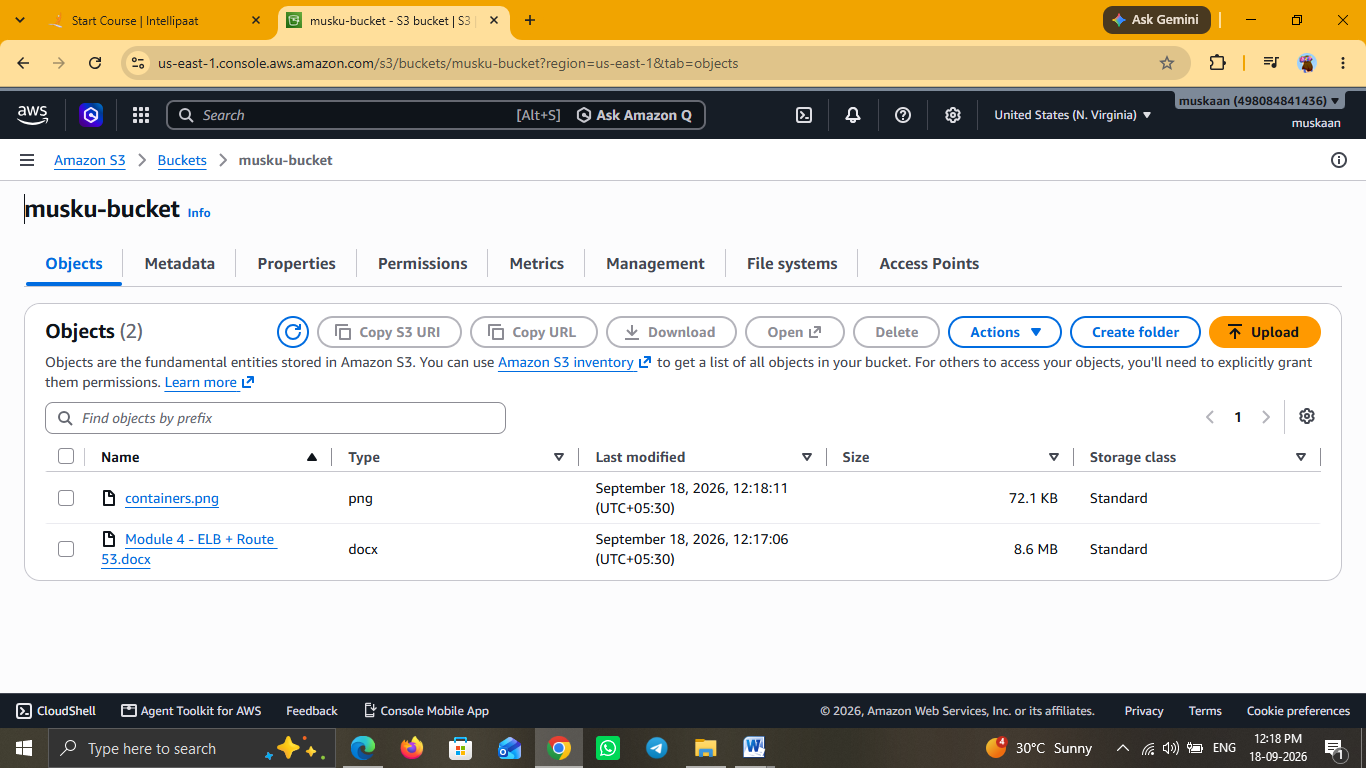 Start Course | Intellipaat
musku-bucket - S3 bucket | S3
Ask Gemini
us-east-1.console.aws.amazon.com/s3/buckets/musku-bucket?region=us-east-1&tab=objects
aws
Search
[Alt+S]
Ask Amazon Q
United States (N. Virginia)
muskaan (498084841436)
muskaan
Amazon S3
Buckets
musku-bucket
musku-bucket
Info
Objects
Metadata
Properties
Permissions
Metrics
Management
File systems
Access Points
Objects (2)
Copy S3 URI
Copy URL
Download
Open
Delete
Actions
Create folder
Upload
Objects are the fundamental entities stored in Amazon S3. You can use Amazon S3 inventory to get a list of all objects in your bucket. For others to access your objects, you'll need to explicitly grant
them permissions. Learn more
Find objects by prefix
1
Name
Type
Last modified
Size
Storage class
containers.png
png
September 18, 2026, 12:18:11
(UTC+05:30)
72.1 KB
Standard
Module 4 - ELB + Route
53.docx
docx
September 18, 2026, 12:17:06
(UTC+05:30)
8.6 MB
Standard
CloudShell
Agent Toolkit for AWS
Feedback
Console Mobile App
© 2026, Amazon Web Services, Inc. or its affiliates.
Privacy
Terms
Cookie preferences
Type here to search
4
30°C Sunny
ENG
12:18 PM
18-09-2026
1